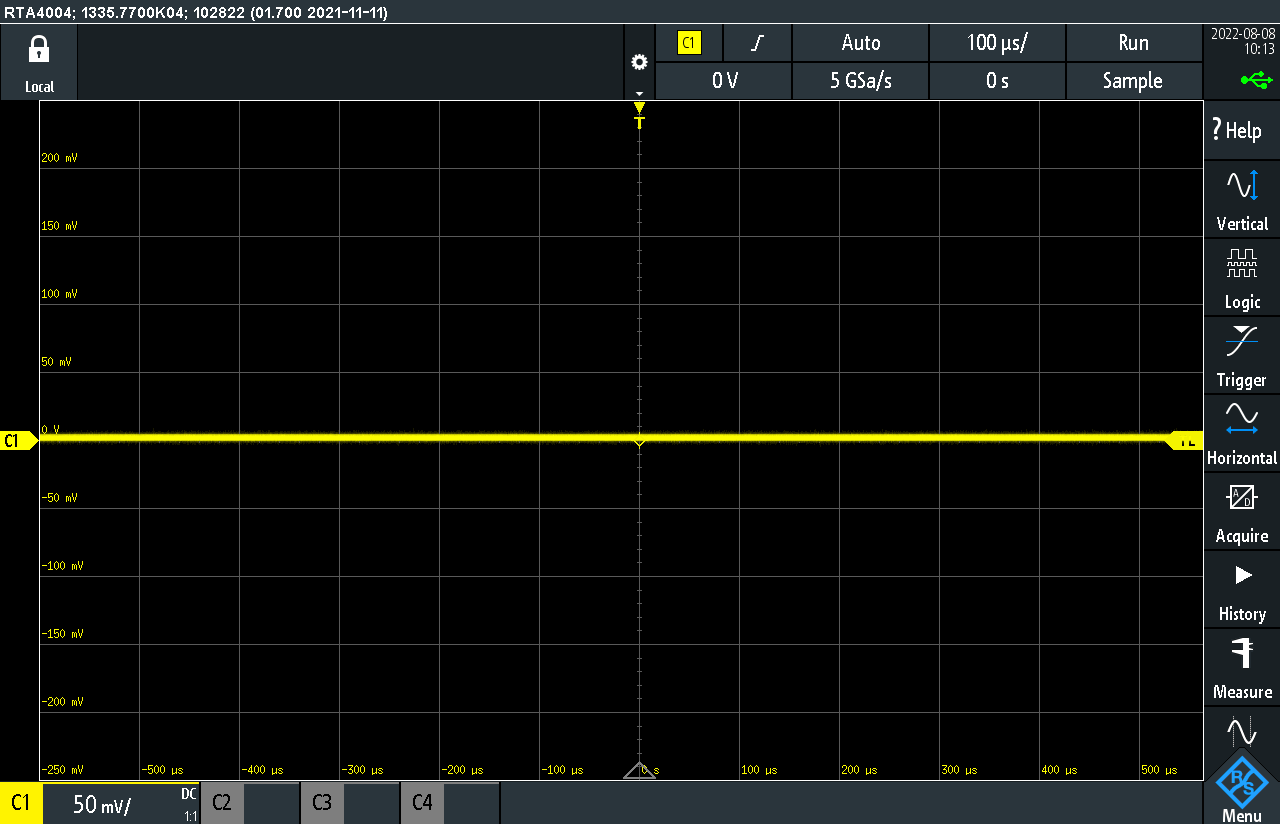 RTA4004; 1335.7700K04; 102822 (01.700 2021-11-11)
Local
C1 Auto 100 µs/ Run
0 V 5 GSa/s 0 s Sample
2022-08-08
10:13
T
? Help
Vertical
Logic
Trigger
Horizontal
Acquire
History
Measure
R&S
Menu
200 mV
150 mV
100 mV
50 mV
0 V
C1
-50 mV
-100 mV
-150 mV
-200 mV
-250 mV -500 µs -400 µs -300 µs -200 µs -100 µs 0 s 100 µs 200 µs 300 µs 400 µs 500 µs
C1 50 mV/ DC 1:1 C2 C3 C4